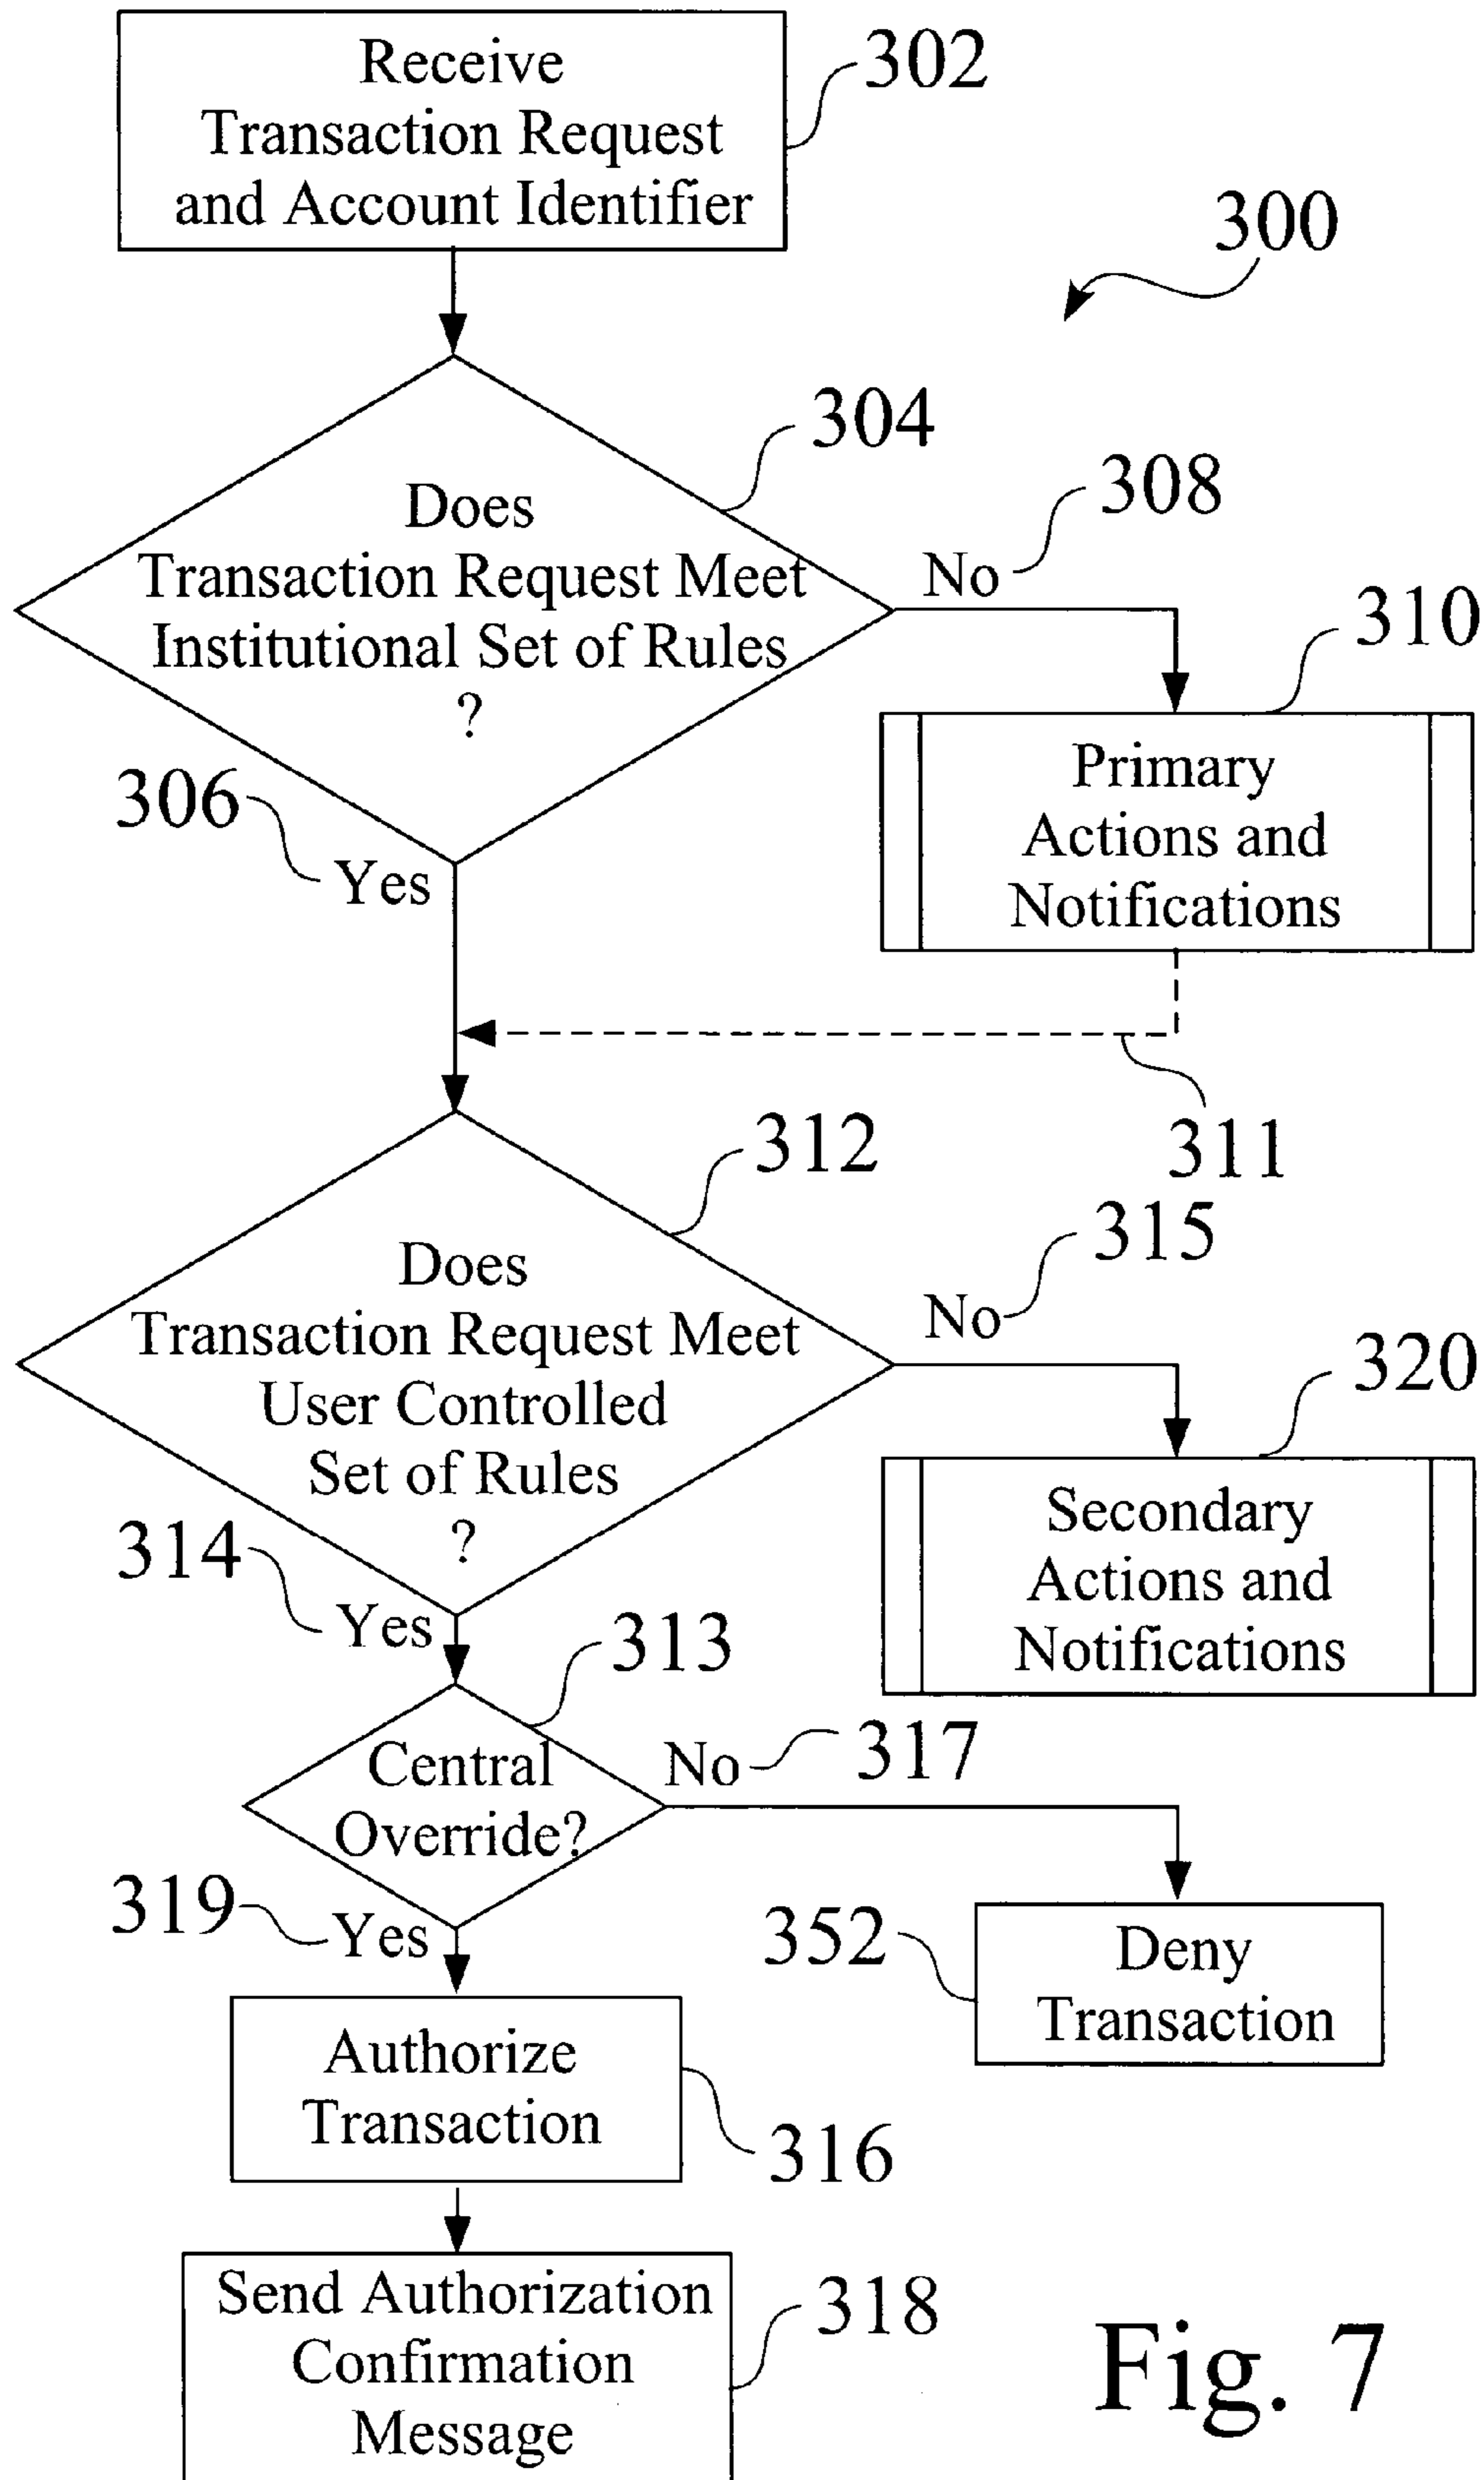 Receive
Transaction Request
and Account Identifier
302
300
304
Does
Transaction Request Meet
Institutional Set of Rules
?
No
308
310
Primary
Actions and
Notifications
306
Yes
311
312
Does
Transaction Request Meet
User Controlled
Set of Rules
?
No
315
320
Secondary
Actions and
Notifications
314
Yes
313
Central
Override?
No
317
319
Yes
352
Deny
Transaction
Authorize
Transaction
316
Send Authorization
Confirmation
Message
318
Fig. 7